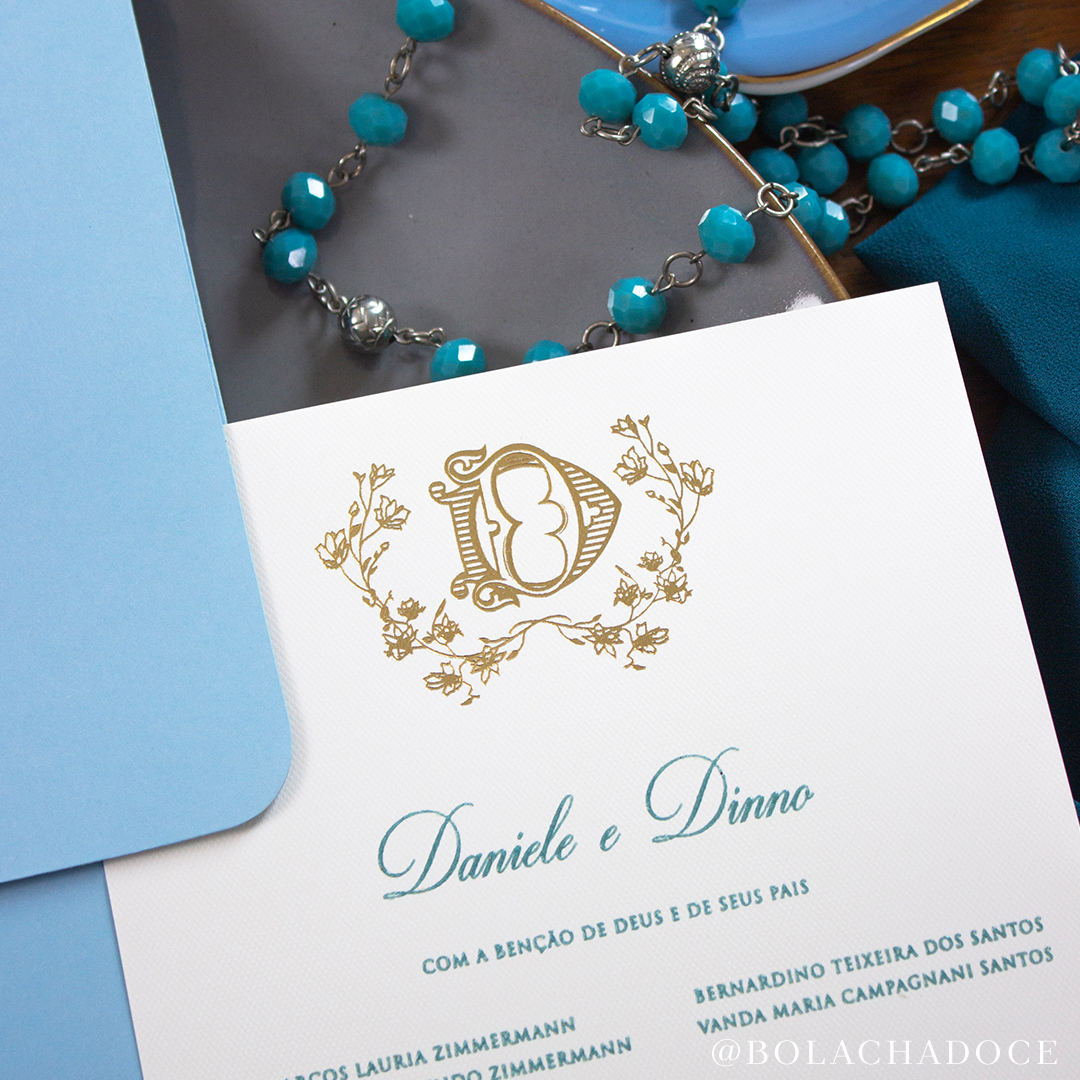 Daniele e Dinno
COM A BENÇÃO DE DEUS E DE SEUS PAIS
BERNARDINO TEIXEIRA DOS SANTOS
VANDA MARIA CAMPAGNANI SANTOS
LAURIA ZIMMERMANN
ZIMMERMANN
@BOLACHADOCE